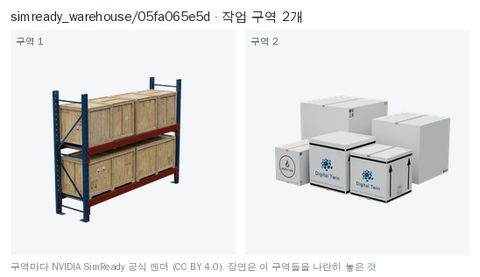 simready_warehouse/05fa065e5d · 작업 구역 2개
구역 1
구역 2
Digital Twin
Digital Twin
구역마다 NVIDIA SimReady 공식 렌더 (CC BY 4.0). 장면은 이 구역들을 나란히 놓은 것